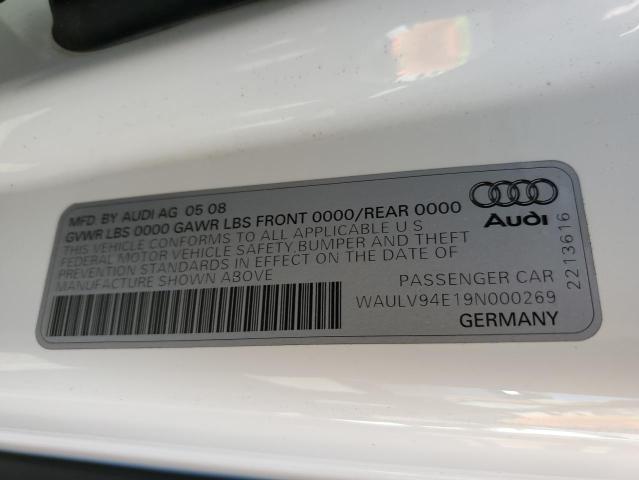 MFD. BY AUDI AG 05 08
GVWR LBS 0000 GAWR LBS FRONT 0000/REAR 0000
THIS VEHICLE CONFORMS TO ALL APPLICABLE U S
FEDERAL MOTOR VEHICLE SAFETY,BUMPER AND THEFT
PREVENTION STANDARDS IN EFFECT ON THE DATE OF
MANUFACTURE SHOWN ABOVE
Audi
2213616
PASSENGER CAR
WAULV94E19N000269
GERMANY